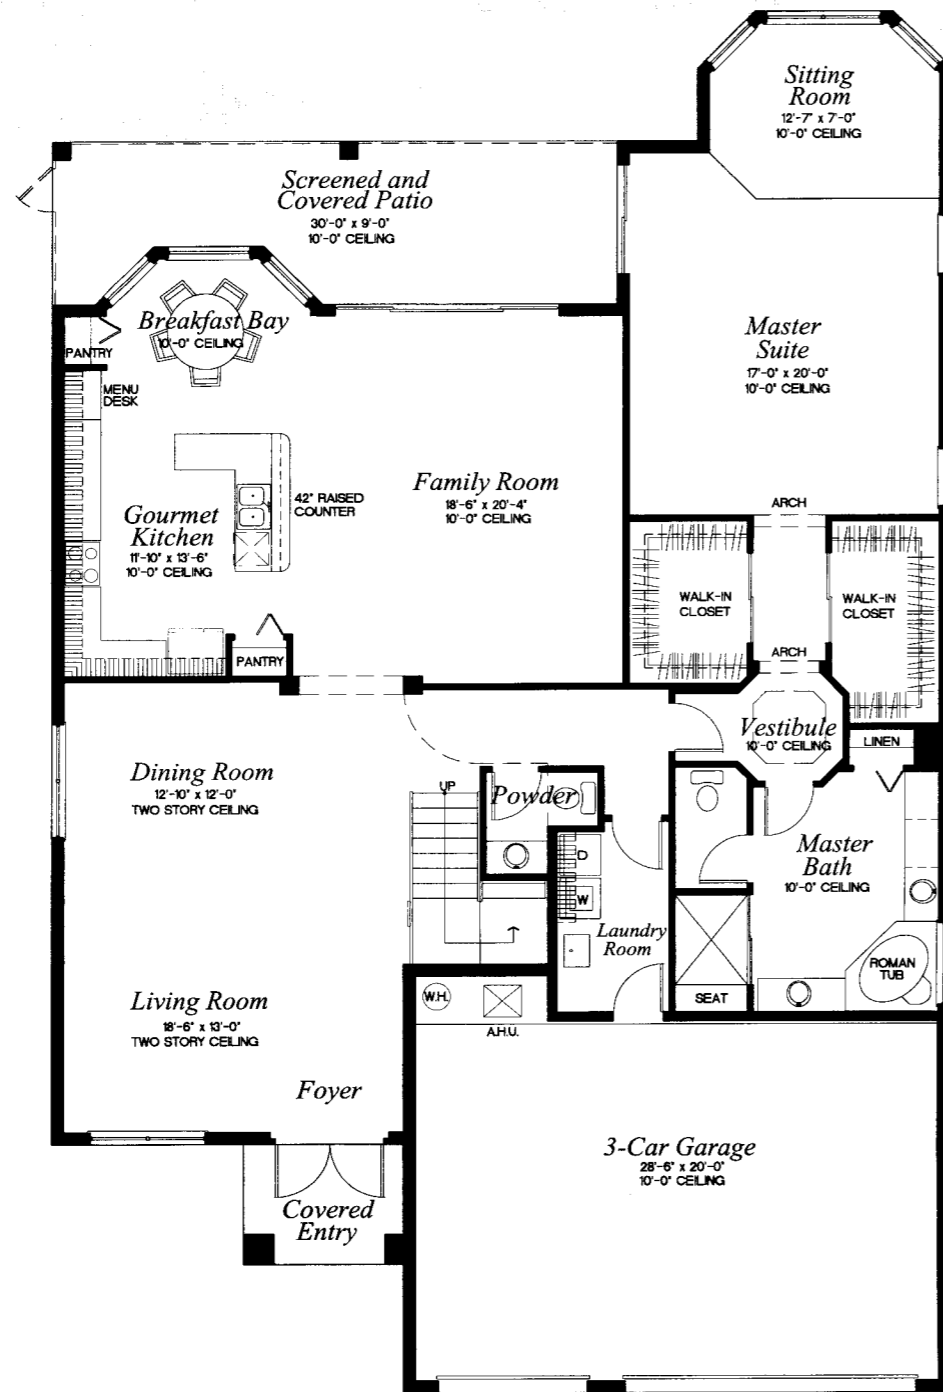 Sitting
Room
12'-7" x 7'-0"
10'-0" CEILING
Screened and
Covered Patio
30'-0" x 9'-0"
10'-0" CEILING
Breakfast Bay
10'-0" CEILING
PANTRY
MENU
DESK
Master
Suite
17'-0" x 20'-0"
10'-0" CEILING
Family Room
18'-6" x 20'-4"
10'-0" CEILING
42" RAISED
COUNTER
Gourmet
Kitchen
11'-10" x 13'-6"
10'-0" CEILING
ARCH
WALK-IN
CLOSET
WALK-IN
CLOSET
ARCH
PANTRY
Vestibule
10'-0" CEILING
LINEN
Dining Room
12'-10" x 12'-0"
TWO STORY CEILING
UP
Powder
D
W
Laundry
Room
Master
Bath
10'-0" CEILING
ROMAN
TUB
SEAT
Living Room
18'-6" x 13'-0"
TWO STORY CEILING
W.H.
A.H.U.
Foyer
3-Car Garage
28'-6" x 20'-0"
10'-0" CEILING
Covered
Entry